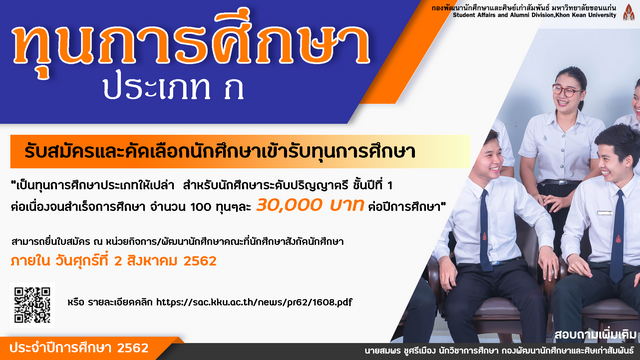 กองพัฒนานักศึกษาและศิษย์เก่าสัมพันธ์ มหาวิทยาลัยขอนแก่น
Student Affairs and Alumni Division,Khon Kean University
ทุนการศึกษา
ประเภท ก
รับสมัครและคัดเลือกนักศึกษาเข้ารับทุนการศึกษา
"เป็นทุนการศึกษาประเภทให้เปล่า สำหรับนักศึกษาระดับปริญญาตรี ชั้นปีที่ 1
ต่อเนื่องจนสำเร็จการศึกษา จำนวน 100 ทุนๆละ 30,000 บาท ต่อปีการศึกษา"
สามารถยื่นใบสมัคร ณ หน่วยกิจการ/พัฒนานักศึกษาคณะที่นักศึกษาสังกัดนักศึกษา
ภายใน วันศุกร์ที่ 2 สิงหาคม 2562
หรือ รายละเอียดคลิก https://sac.kku.ac.th/news/pr62/1608.pdf
สอบถามเพิ่มเติม
ประจำปีการศึกษา 2562
นายสมพร ชูศรีเมือง นักวิชาการศึกษา กองพัฒนานักศึกษาและศิษเก่าสัมพันธ์